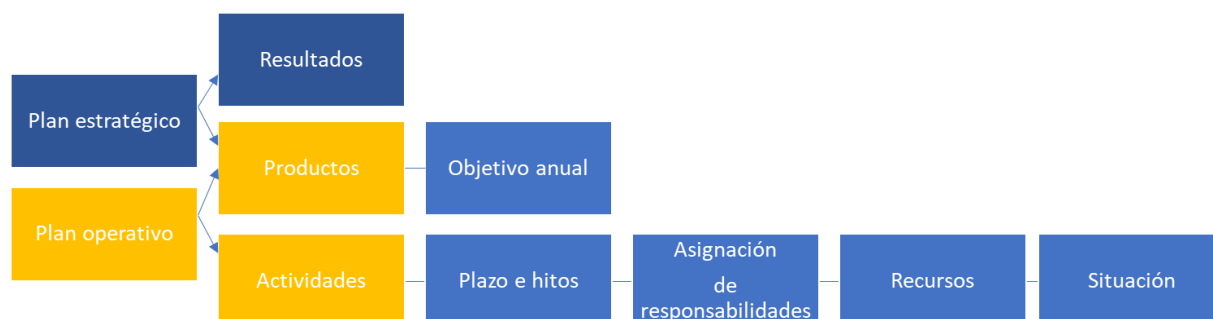 Resultados
Plan estratégico
Productos
Objetivo anual
Plan operativo
Actividades
Plazo e hitos
Asignación
de
responsabilidades
Recursos
Situación